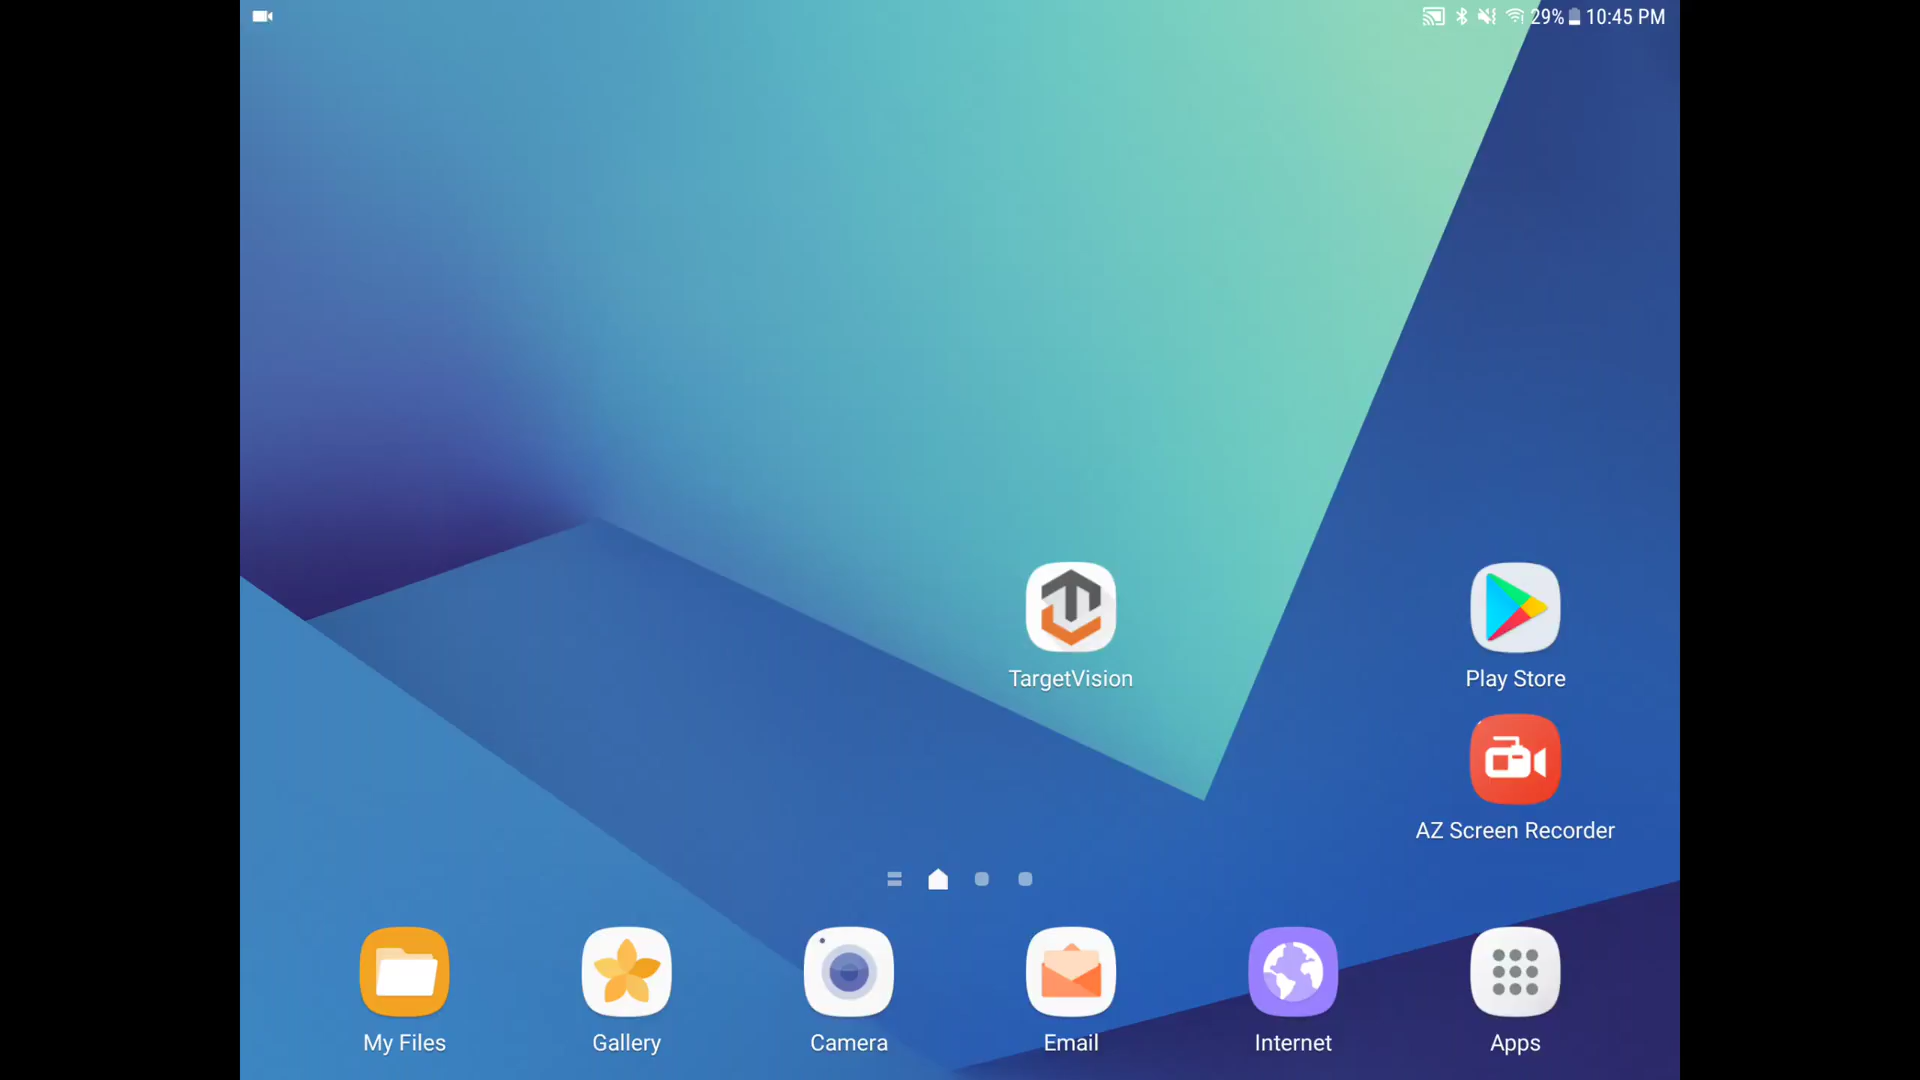 29% 10:45 PM
TargetVision
Play Store
AZ Screen Recorder
My Files
Gallery
Camera
Email
Internet
Apps